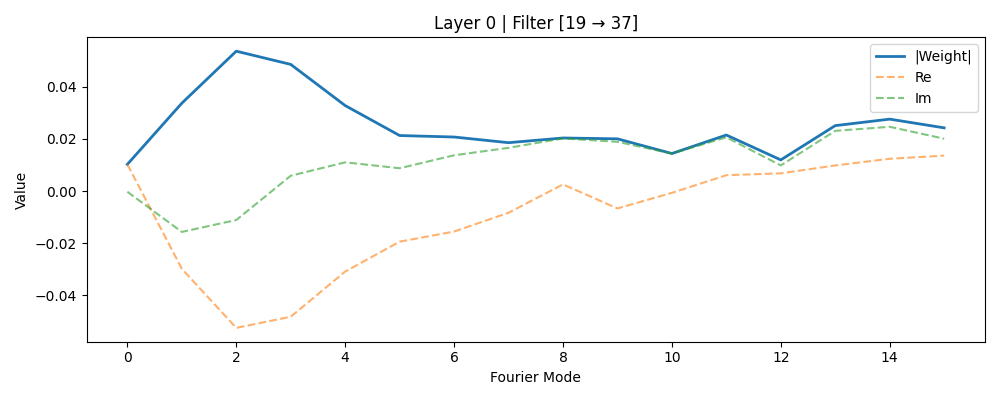 Layer 0 | Filter [19 → 37]
|Weight|
Re
Im
Value
0.04
0.02
0.00
−0.02
−0.04
0 2 4 6 8 10 12 14
Fourier Mode